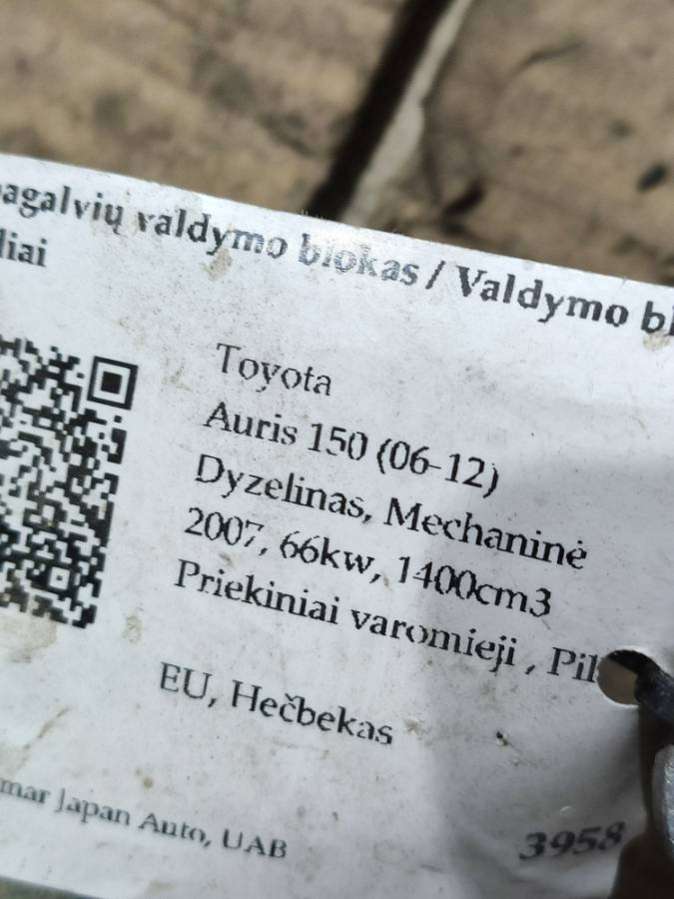 agalvių valdymo blokas / Valdymo bl
liai
Toyota
Auris 150 (06-12)
Dyzelinas, Mechaninė
2007, 66kw, 1400cm3
Priekiniai varomieji , Pil
EU, Hečbekas
mar Japan Auto, UAB
3958